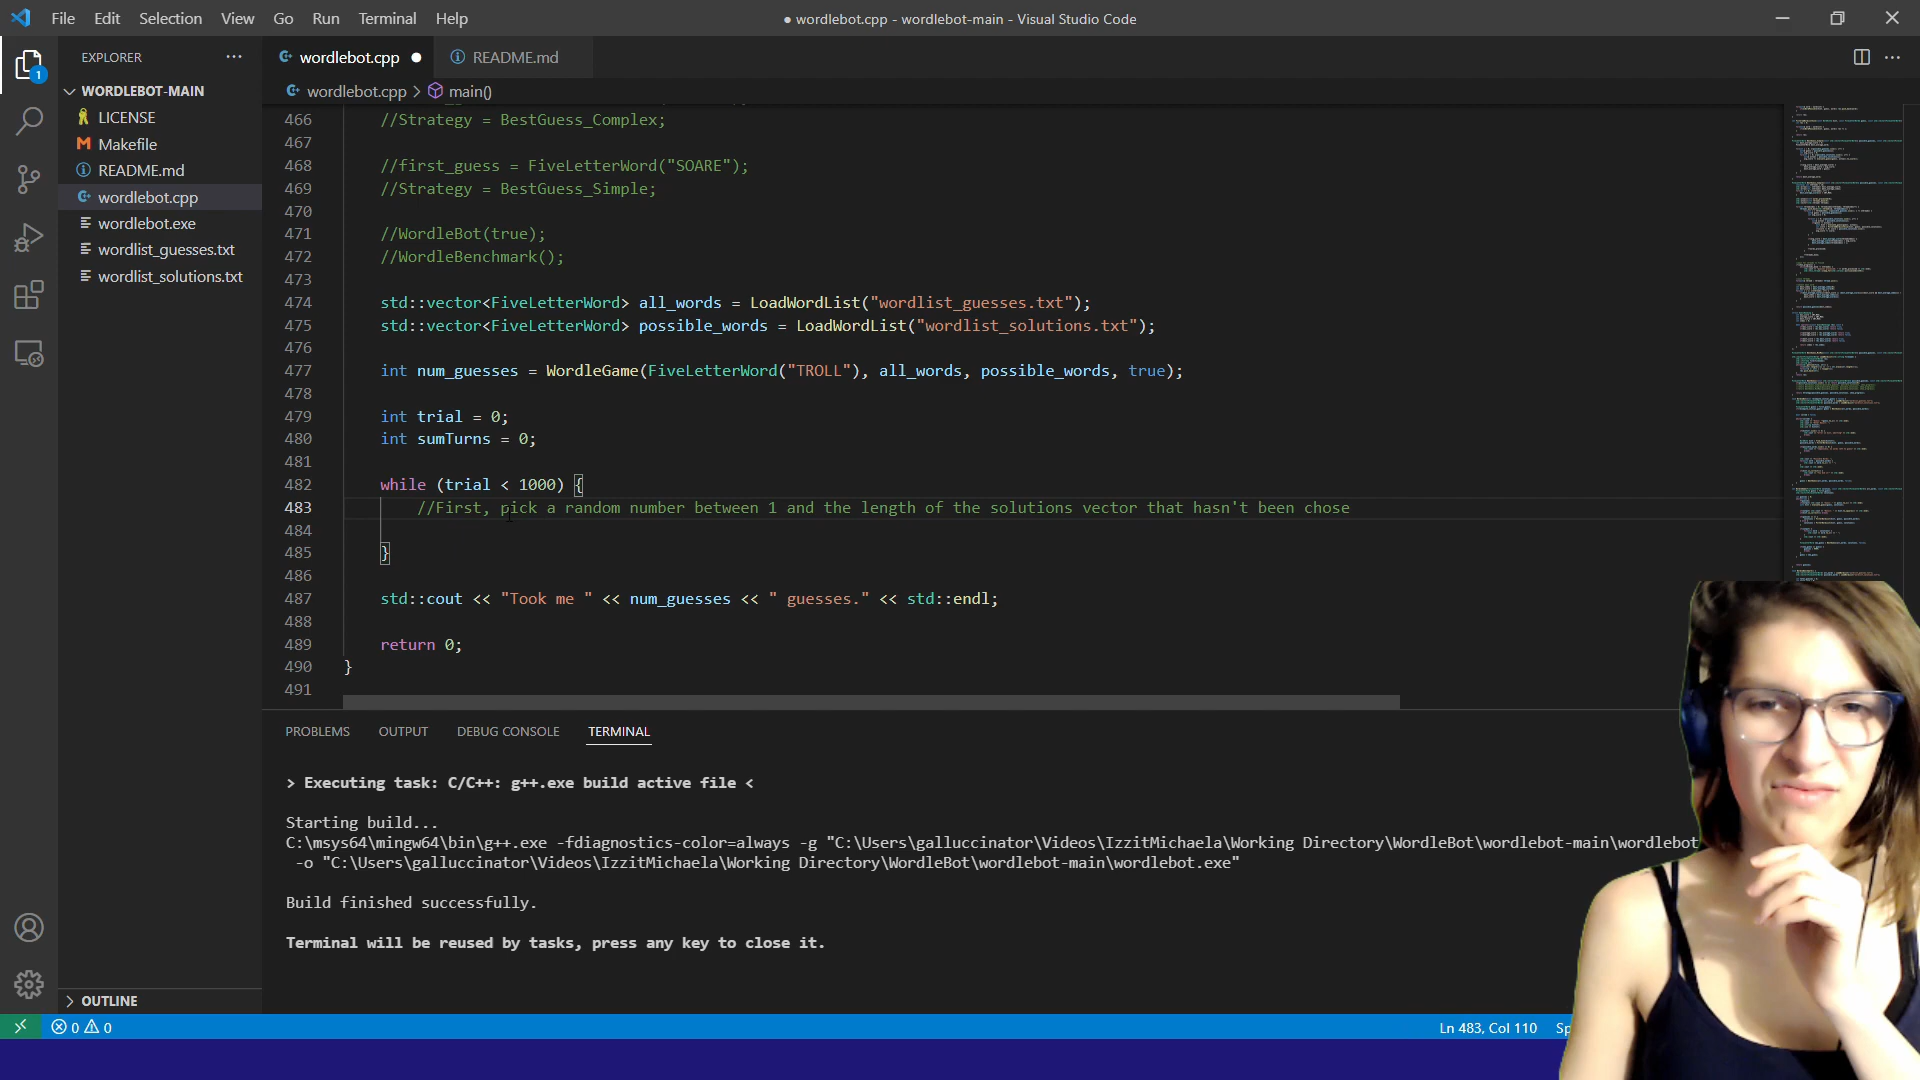 File Edit Selection View Go Run Terminal Help
● wordlebot.cpp - wordlebot-main - Visual Studio Code
EXPLORER
wordlebot.cpp ●
README.md
WORDLEBOT-MAIN
wordlebot.cpp > main()
LICENSE
Makefile
README.md
wordlebot.cpp
wordlebot.exe
wordlist_guesses.txt
wordlist_solutions.txt
1
466 //Strategy = BestGuess_Complex;
467
468 //first_guess = FiveLetterWord("SOARE");
469 //Strategy = BestGuess_Simple;
470
471 //WordleBot(true);
472 //WordleBenchmark();
473
474 std::vector<FiveLetterWord> all_words = LoadWordList("wordlist_guesses.txt");
475 std::vector<FiveLetterWord> possible_words = LoadWordList("wordlist_solutions.txt");
476
477 int num_guesses = WordleGame(FiveLetterWord("TROLL"), all_words, possible_words, true);
478
479 int trial = 0;
480 int sumTurns = 0;
481
482 while (trial < 1000) {
483 //First, pick a random number between 1 and the length of the solutions vector that hasn't been chose
484
485 }
486
487 std::cout << "Took me " << num_guesses << " guesses." << std::endl;
488
489 return 0;
490 }
491
PROBLEMS OUTPUT DEBUG CONSOLE TERMINAL
> Executing task: C/C++: g++.exe build active file <
Starting build...
C:\msys64\mingw64\bin\g++.exe -fdiagnostics-color=always -g "C:\Users\galluccinator\Videos\IzzitMichaela\Working Directory\WordleBot\wordlebot-main\wordlebot
-o "C:\Users\galluccinator\Videos\IzzitMichaela\Working Directory\WordleBot\wordlebot-main\wordlebot.exe"
Build finished successfully.
Terminal will be reused by tasks, press any key to close it.
OUTLINE
0 0
Ln 483, Col 110 Sp